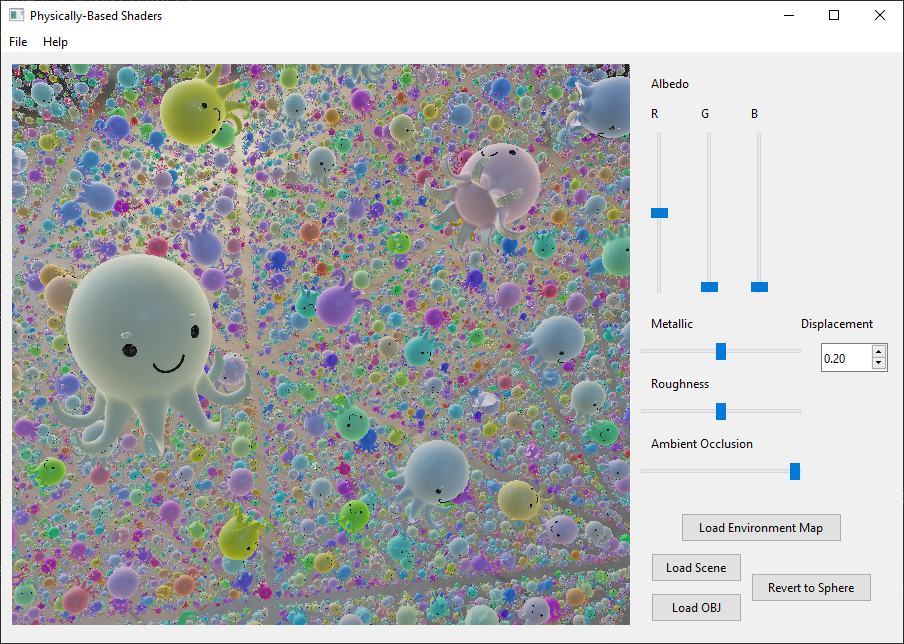 Physically-Based Shaders
File Help
Albedo
R G B
Metallic Displacement
0.20
Roughness
Ambient Occlusion
Load Environment Map
Load Scene
Revert to Sphere
Load OBJ